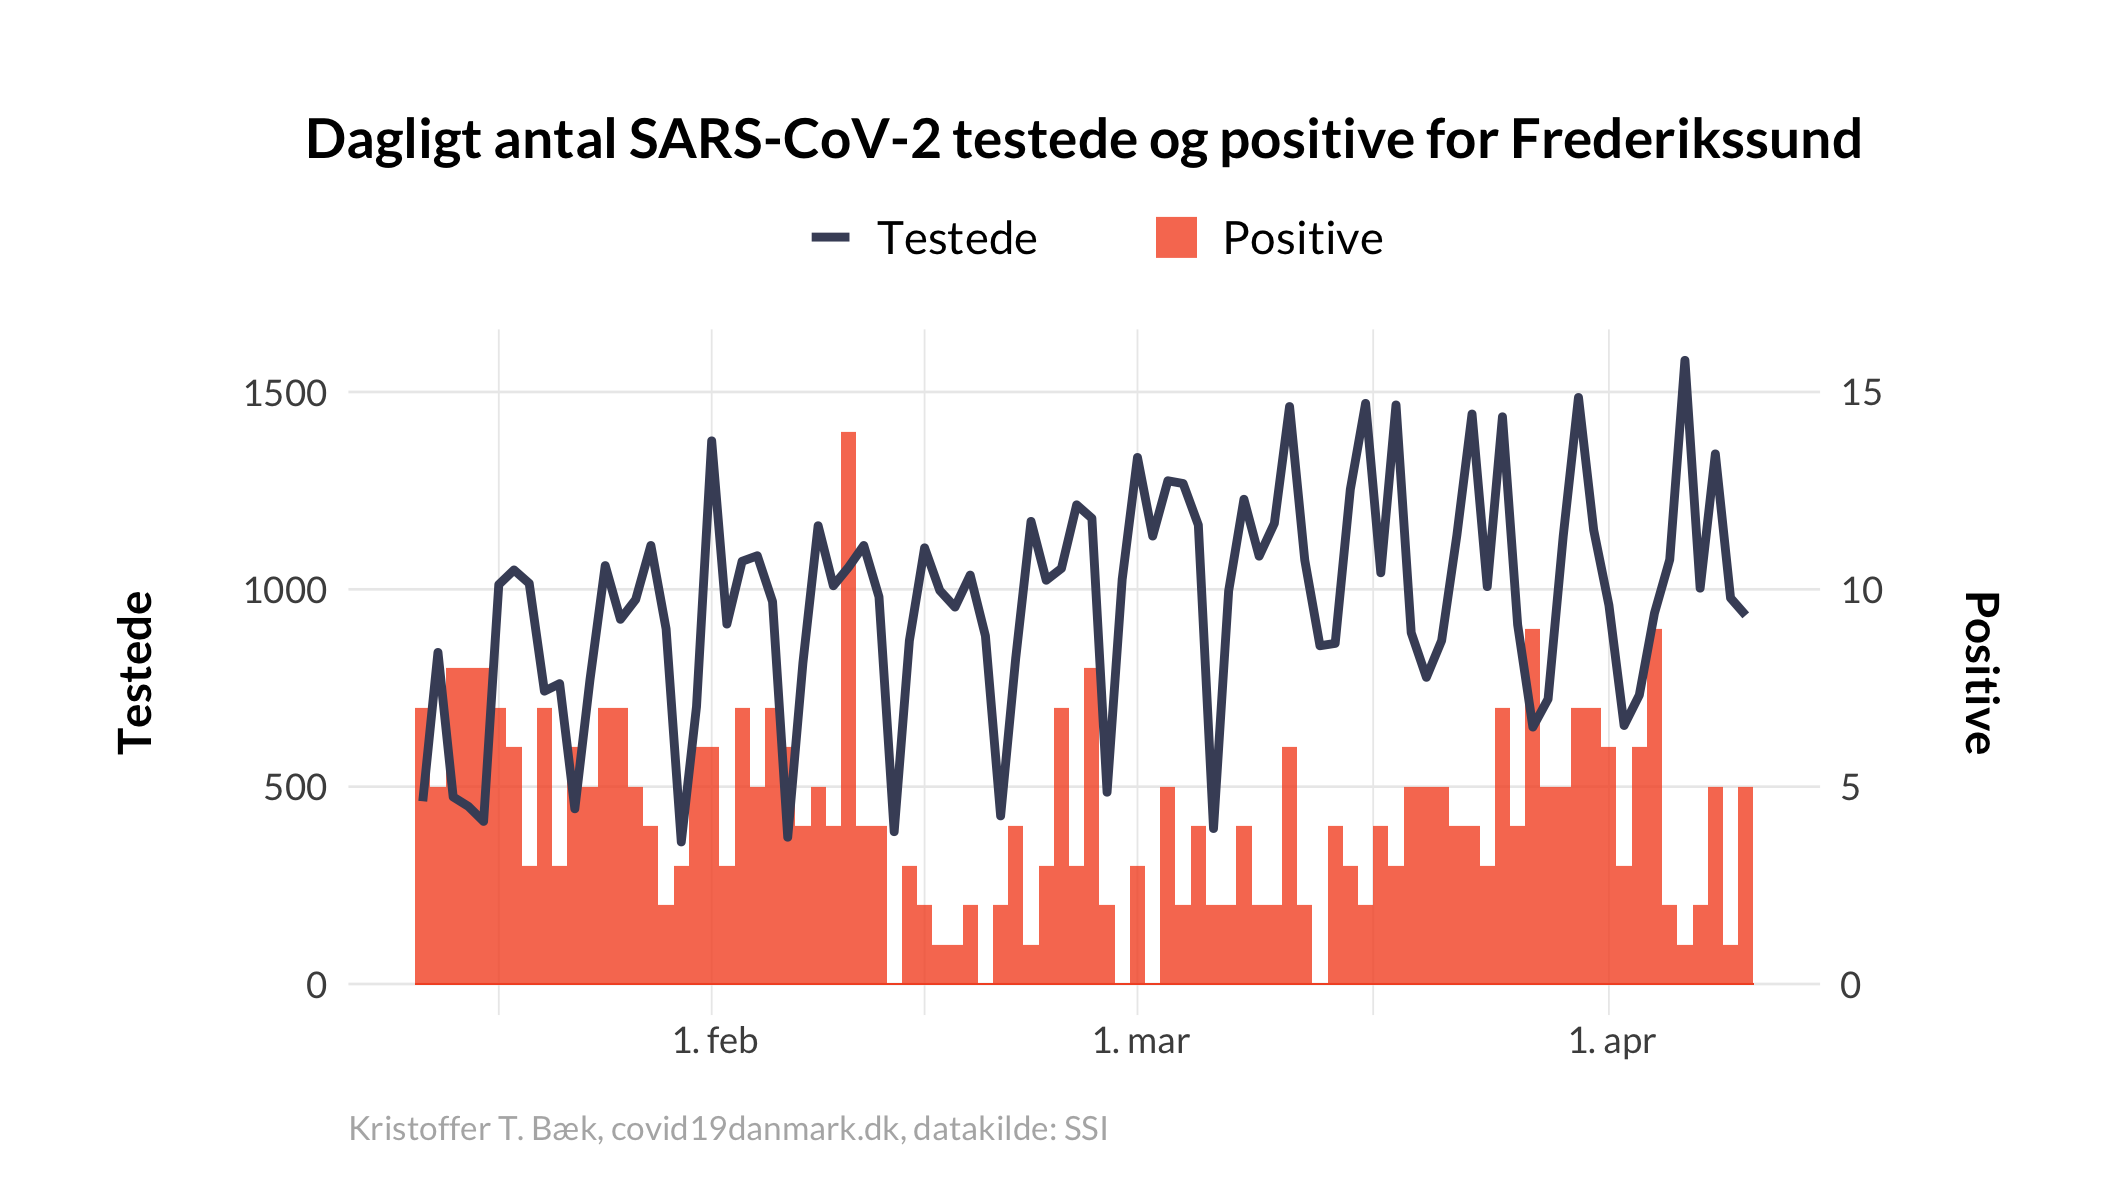 Dagligt antal SARS-CoV-2 testede og positive for Frederikssund
Testede Positive
1500 15
1000 10
500 5
0 0
Testede
Positive
1. feb 1. mar 1. apr
Kristoffer T. Bæk, covid19danmark.dk, datakilde: SSI